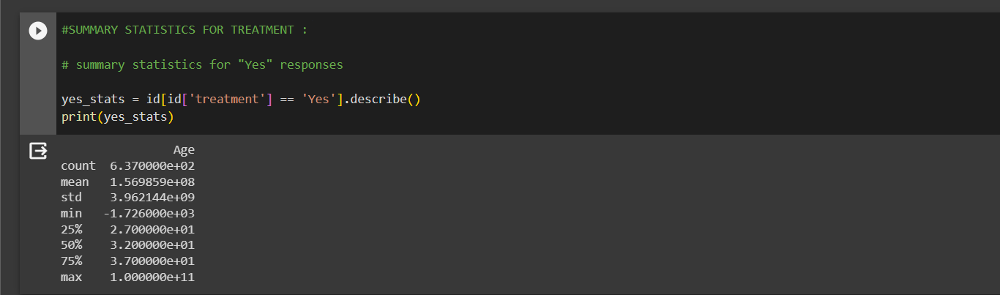 #SUMMARY STATISTICS FOR TREATMENT :
# summary statistics for "Yes" responses
yes_stats = id[id['treatment'] == 'Yes'].describe()
print(yes_stats)
Age
count 6.370000e+02
mean 1.569859e+08
std 3.962144e+09
min -1.726000e+03
25% 2.700000e+01
50% 3.200000e+01
75% 3.700000e+01
max 1.000000e+11